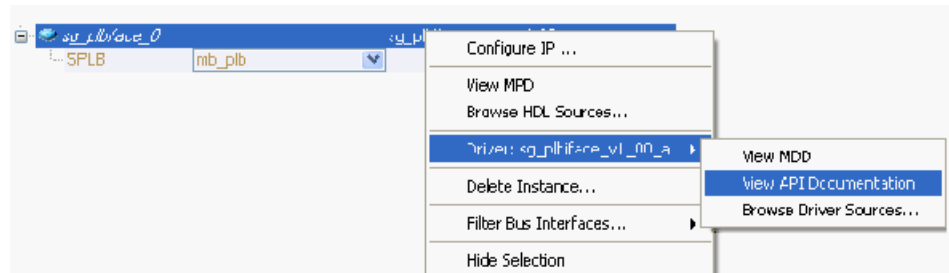 sg_plbiface_0
Configure IP ...
SPLB mb_plb
View MPD
Browse HDL Sources...
Driver: sg_plbiface_v1_00_a
View MDD
Delete Instance...
View API Documentation
Browse Driver Sources...
Filter Bus Interfaces...
Hide Selection